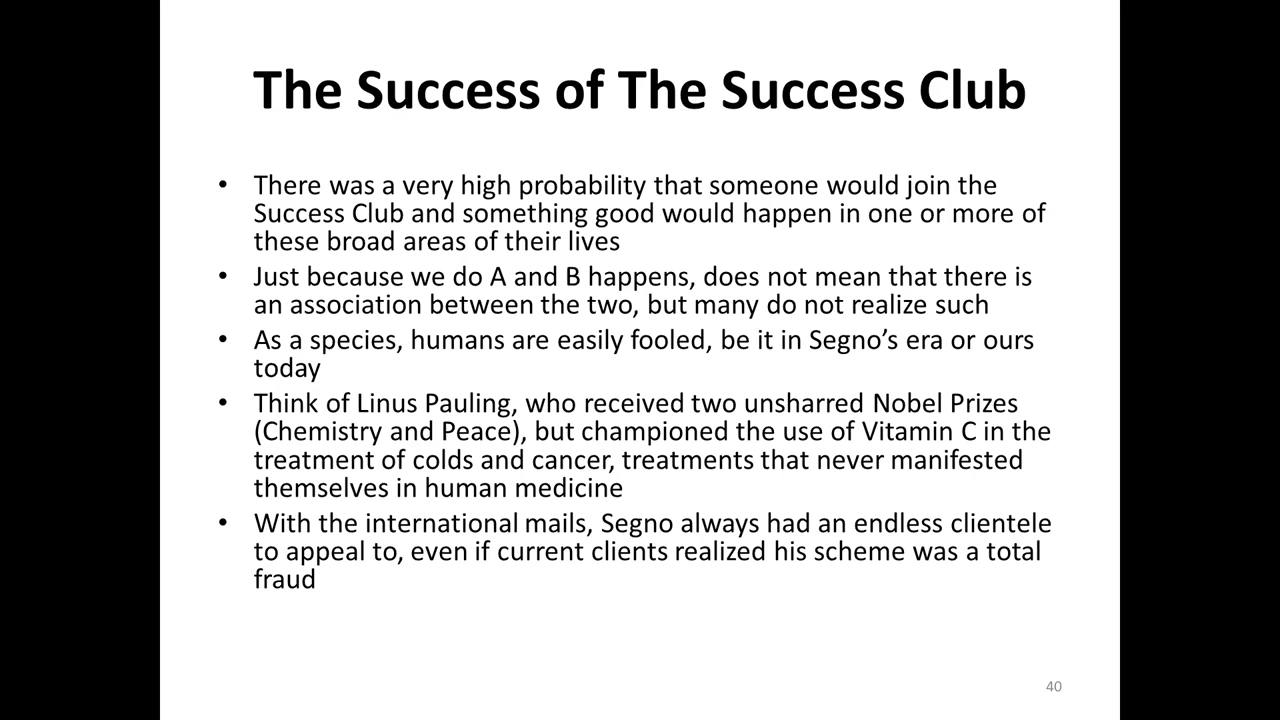 The Success of The Success Club
• There was a very high probability that someone would join the
Success Club and something good would happen in one or more of
these broad areas of their lives
• Just because we do A and B happens, does not mean that there is
an association between the two, but many do not realize such
• As a species, humans are easily fooled, be it in Segno’s era or ours
today
• Think of Linus Pauling, who received two unsharred Nobel Prizes
(Chemistry and Peace), but championed the use of Vitamin C in the
treatment of colds and cancer, treatments that never manifested
themselves in human medicine
• With the international mails, Segno always had an endless clientele
to appeal to, even if current clients realized his scheme was a total
fraud
40